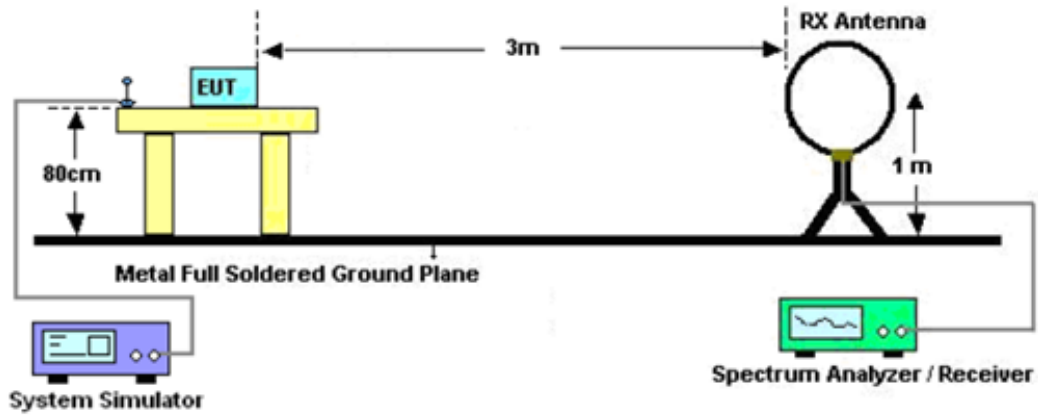 RX Antenna
3m
EUT
80cm
1 m
Metal Full Soldered Ground Plane
System Simulator
Spectrum Analyzer / Receiver